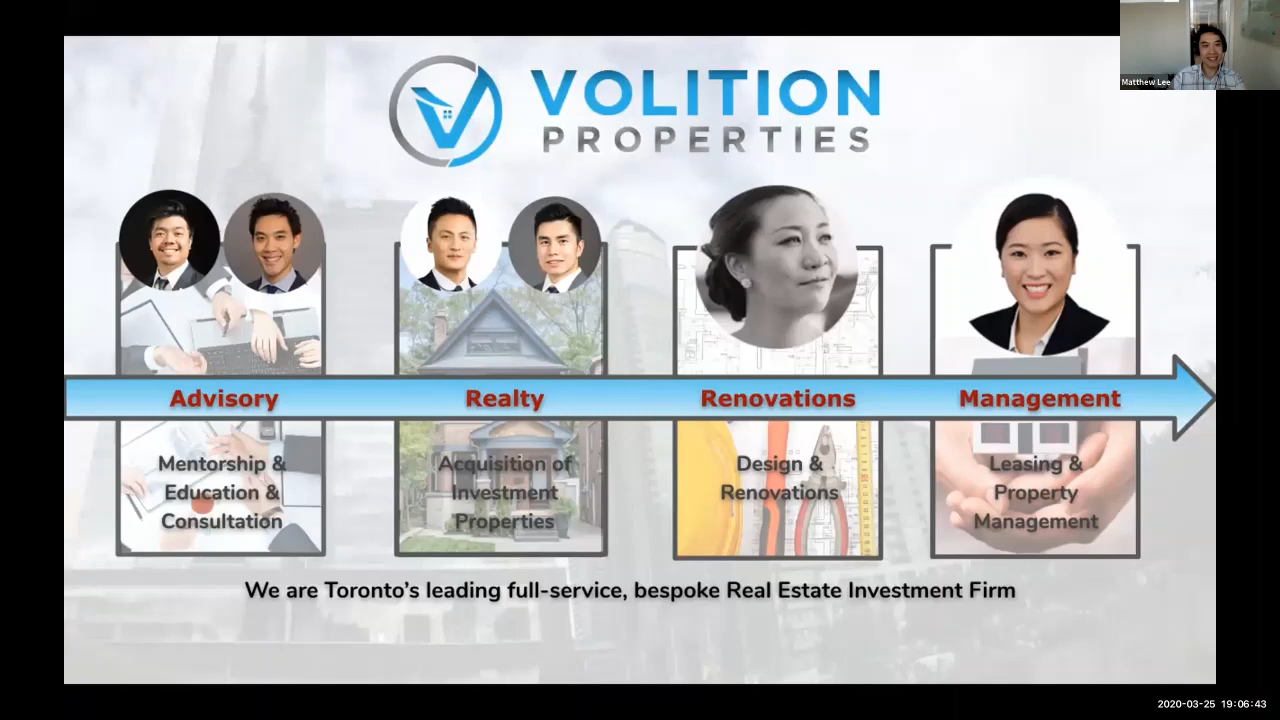 Matthew Lee
VOLITION
PROPERTIES
Advisory
Realty
Renovations
Management
Mentorship &
Education &
Consultation
Acquisition of
Investment
Properties
Design &
Renovations
Leasing &
Property
Management
We are Toronto's leading full-service, bespoke Real Estate Investment Firm
2020-03-25 19:06:43